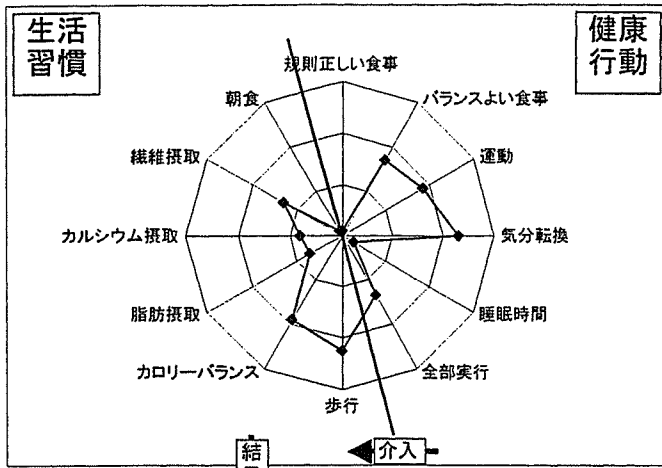 生活
習慣
健康
行動
規則正しい食事
バランスよい食事
運動
気分転換
睡眠時間
全部実行
歩行
カロリーバランス
脂肪摂取
カルシウム摂取
繊維摂取
朝食
結
介入